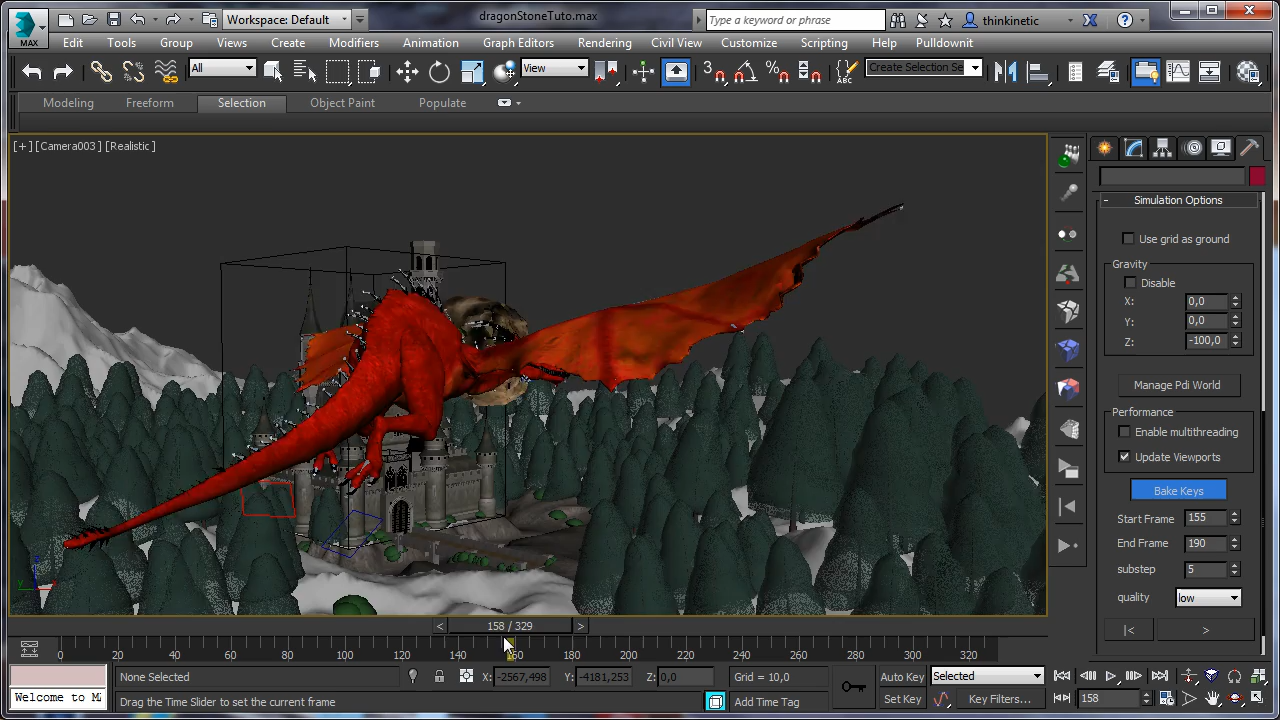 Workspace: Default
dragonStoneTuto.max
Type a keyword or phrase
thinkinetic
MAX
Edit Tools Group Views Create Modifiers Animation Graph Editors Rendering Civil View Customize Scripting Help Pulldownit
All
View
3
ABC
Create Selection Se
Modeling Freeform Selection Object Paint Populate
[+] [Camera003] [Realistic]
Simulation Options
Use grid as ground
Gravity
Disable
X: 0,0
Y: 0,0
Z: -100,0
Manage Pdi World
Performance
Enable multithreading
Update Viewports
Bake Keys
Start Frame 155
End Frame 190
substep 5
quality low
158 / 329
0 20 40 60 80 100 120 140 160 180 200 220 240 260 280 300 320
None Selected X: -2567,498 Y: -4181,253 Z: 0,0 Grid = 10,0 Auto Key Selected
Welcome to MA Drag the Time Slider to set the current frame Add Time Tag Set Key Key Filters... 158